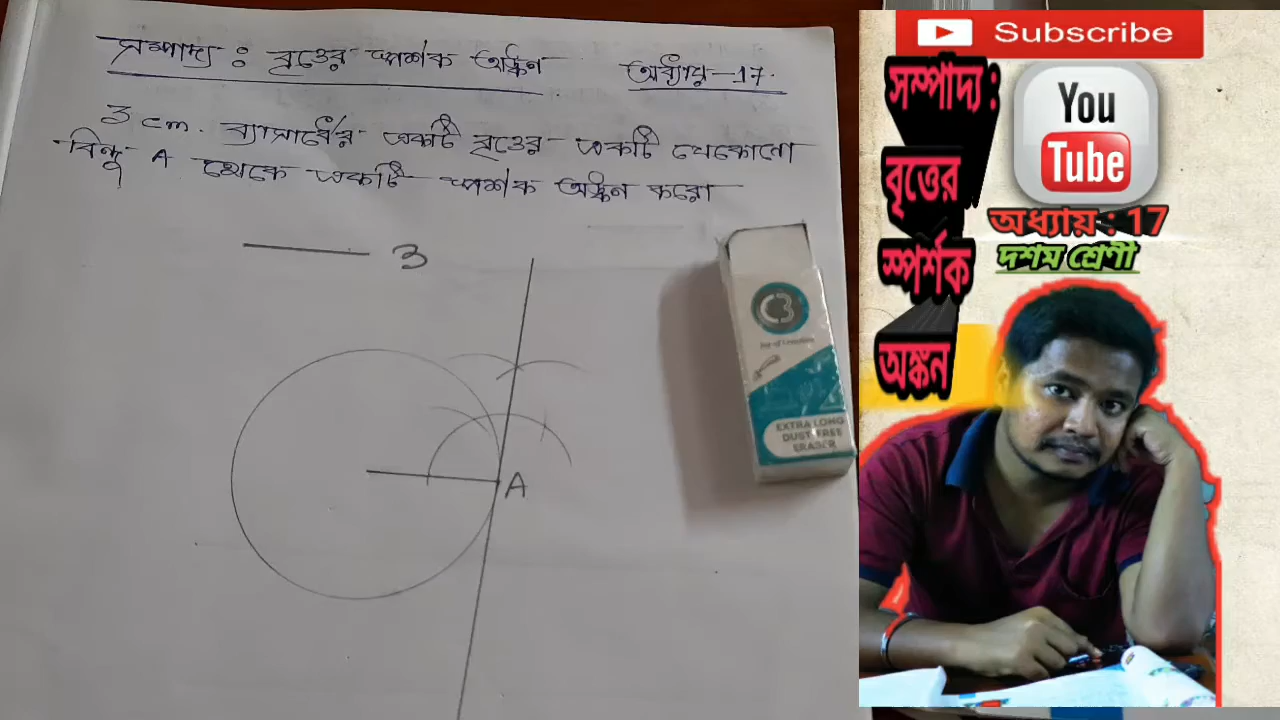 সম্পাদ্য : বৃত্তের স্পর্শক অঙ্কন
অধ্যায় - 17.
3 cm. ব্যাসার্ধের একটি বৃত্তের একটি যেকোনো
বিন্দু A থেকে একটি স্পর্শক অঙ্কন করো
3
A
C3
EXTRA LONG
DUST FREE
ERASER
Subscribe
You
Tube
সম্পাদ্য :
বৃত্তের
স্পর্শক
অঙ্কন
অধ্যায় : 17
দশম শ্রেণী